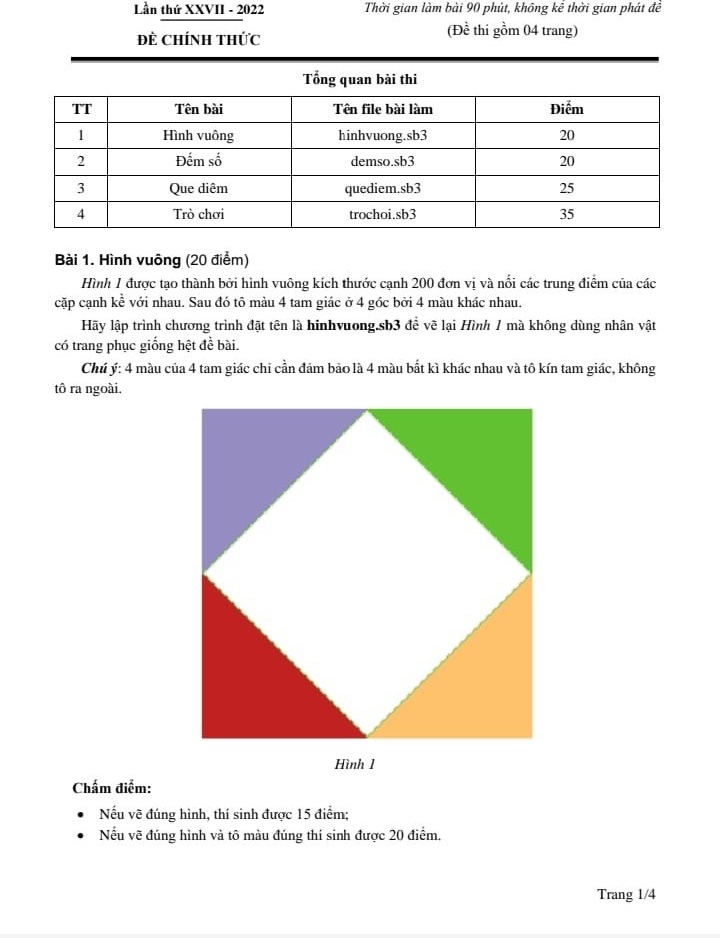 Lần thứ XXVII - 2022
Thời gian làm bài 90 phút, không kể thời gian phát đề
ĐỀ CHÍNH THỨC
(Đề thi gồm 04 trang)
Tổng quan bài thi
TT Tên bài Tên file bài làm Điểm
1 Hình vuông hinhvuong.sb3 20
2 Đếm số demso.sb3 20
3 Que diêm quediem.sb3 25
4 Trò chơi trochoi.sb3 35
Bài 1. Hình vuông (20 điểm)
Hình 1 được tạo thành bởi hình vuông kích thước cạnh 200 đơn vị và nối các trung điểm của các
cặp cạnh kề với nhau. Sau đó tô màu 4 tam giác ở 4 góc bởi 4 màu khác nhau.
Hãy lập trình chương trình đặt tên là hinhvuong.sb3 để vẽ lại Hình 1 mà không dùng nhân vật
có trang phục giống hệt đề bài.
Chú ý: 4 màu của 4 tam giác chỉ cần đảm bảo là 4 màu bất kì khác nhau và tô kín tam giác, không
tô ra ngoài.
Hình 1
Chấm điểm:
• Nếu vẽ đúng hình, thí sinh được 15 điểm;
• Nếu vẽ đúng hình và tô màu đúng thí sinh được 20 điểm.
Trang 1/4